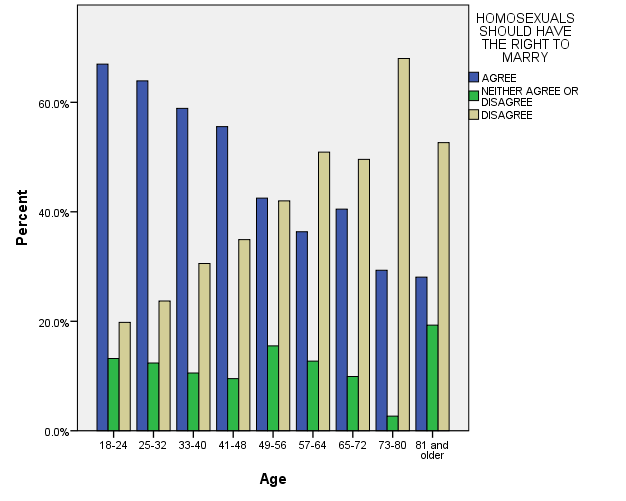 HOMOSEXUALS
SHOULD HAVE
THE RIGHT TO
MARRY
AGREE
NEITHER AGREE OR
DISAGREE
DISAGREE
Percent
60.0%
40.0%
20.0%
0.0%
18-24
25-32
33-40
41-48
49-56
57-64
65-72
73-80
81 and
older
Age